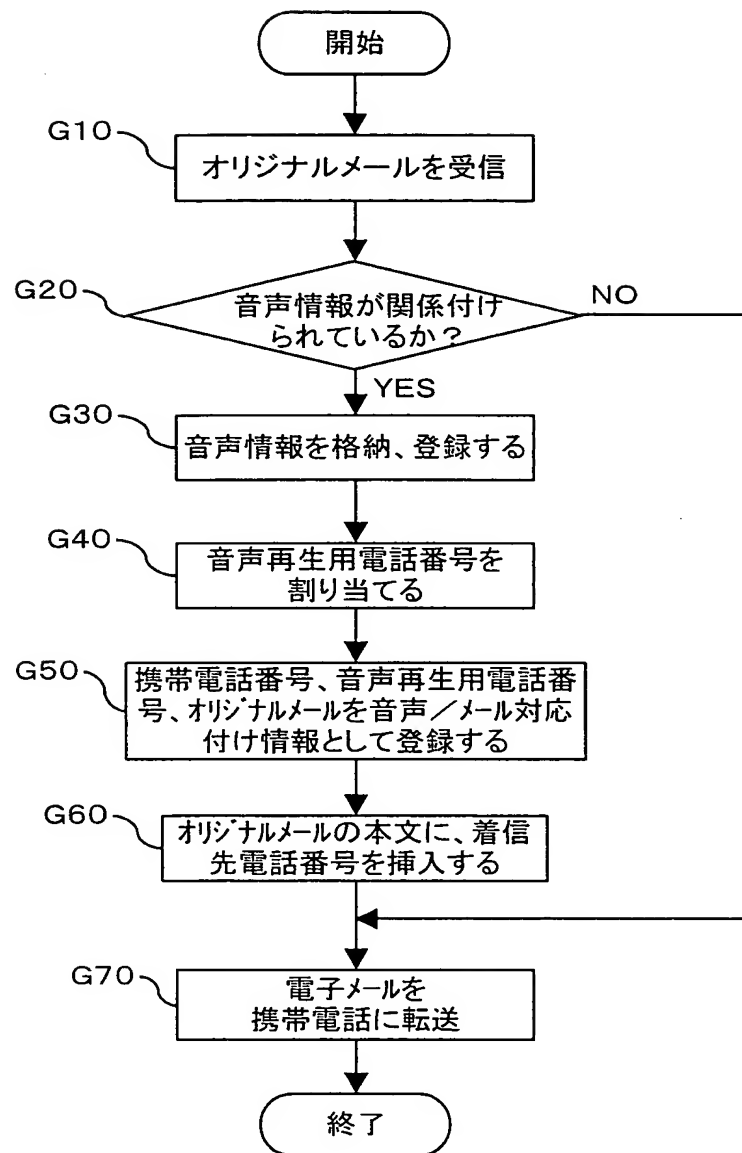 開始
G10
オリジナルメールを受信
G20
音声情報が関係付け
られているか?
NO
YES
G30
音声情報を格納、登録する
G40
音声再生用電話番号を
割り当てる
G50
携帯電話番号、音声再生用電話番
号、オリジナルメールを音声／メール対応
付け情報として登録する
G60
オリジナルメールの本文に、着信
先電話番号を挿入する
G70
電子メールを
携帯電話に転送
終了